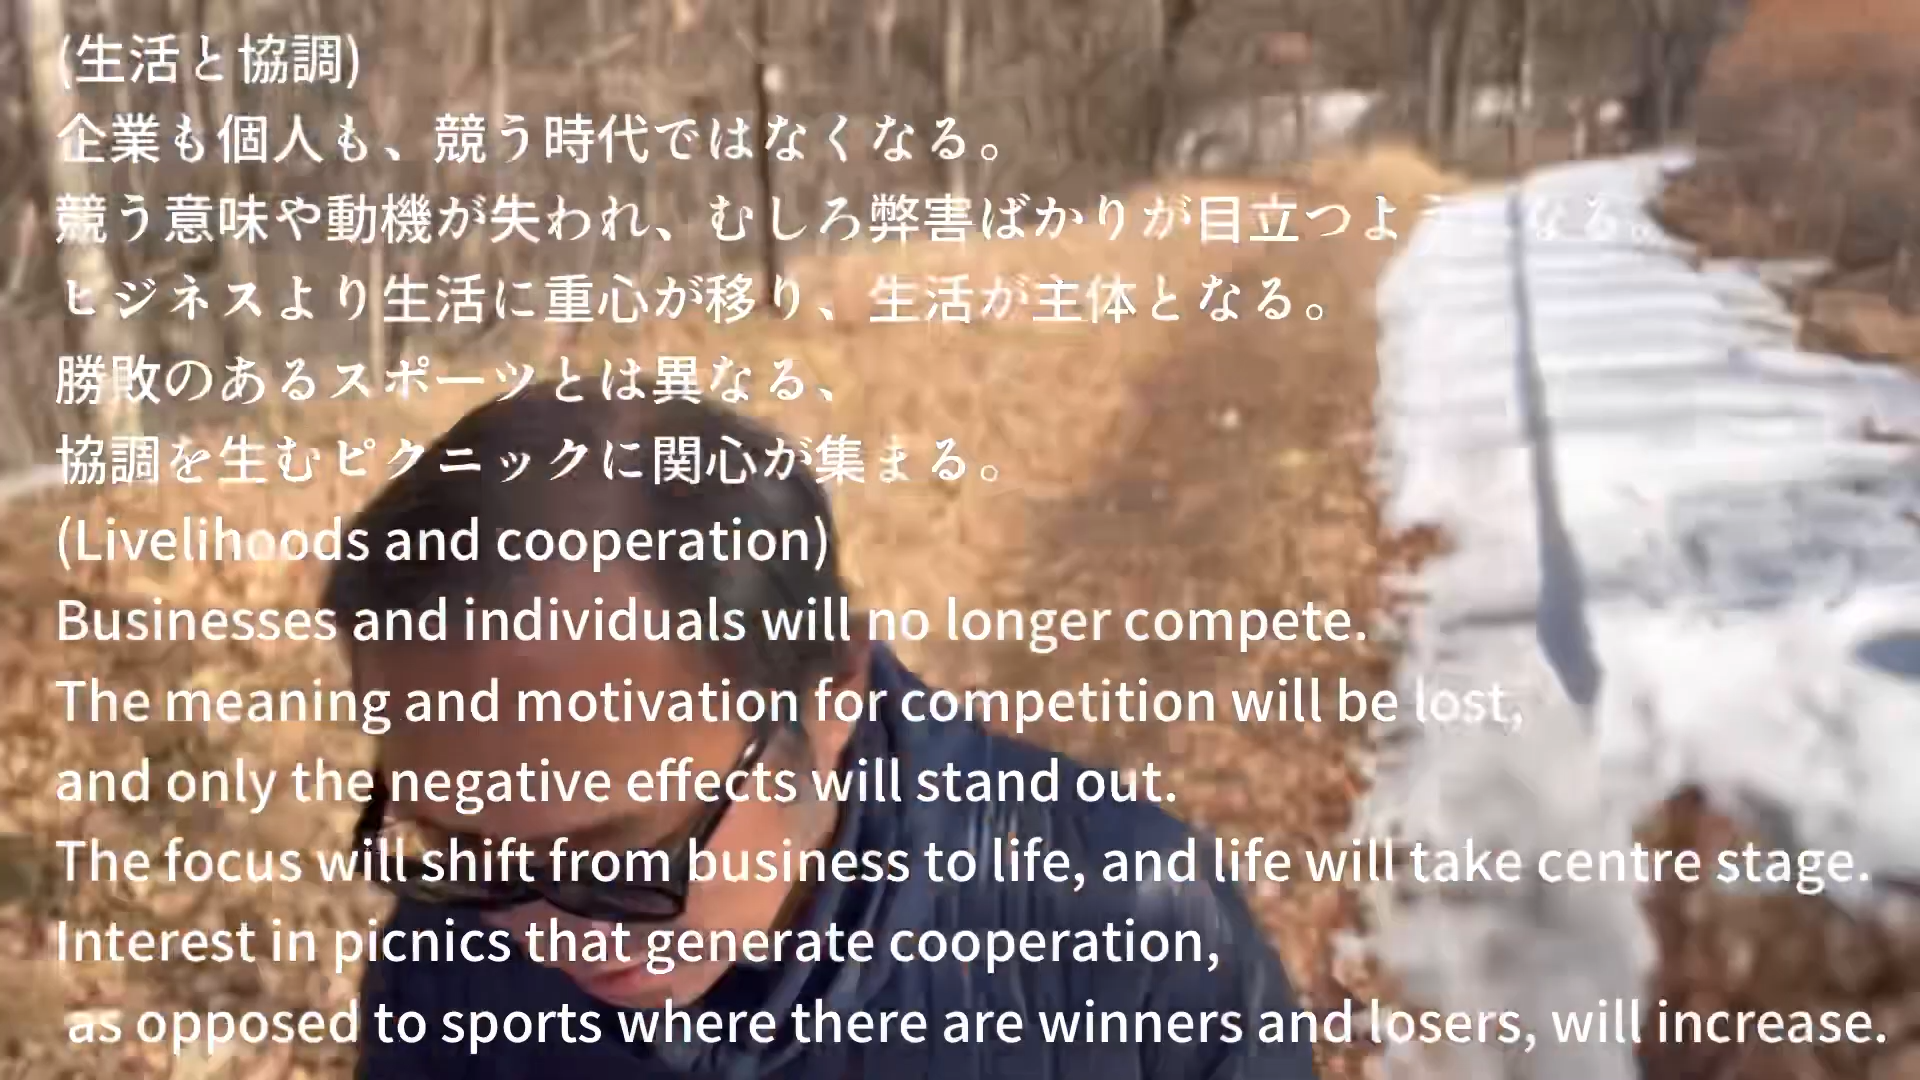 (生活と協調)
企業も個人も、競う時代ではなくなる。
競う意味や動機が失われ、むしろ弊害ばかりが目立つようになる。
ビジネスより生活に重心が移り、生活が主体となる。
勝敗のあるスポーツとは異なる、
協調を生むピクニックに関心が集まる。
(Livelihoods and cooperation)
Businesses and individuals will no longer compete.
The meaning and motivation for competition will be lost,
and only the negative effects will stand out.
The focus will shift from business to life, and life will take centre stage.
Interest in picnics that generate cooperation,
as opposed to sports where there are winners and losers, will increase.